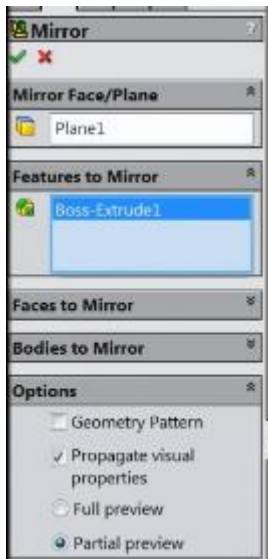 Mirror
?
Mirror Face/Plane
Plane1
Features to Mirror
Boss-Extrude1
Faces to Mirror
Bodies to Mirror
Options
Geometry Pattern
Propagate visual
properties
Full preview
Partial preview